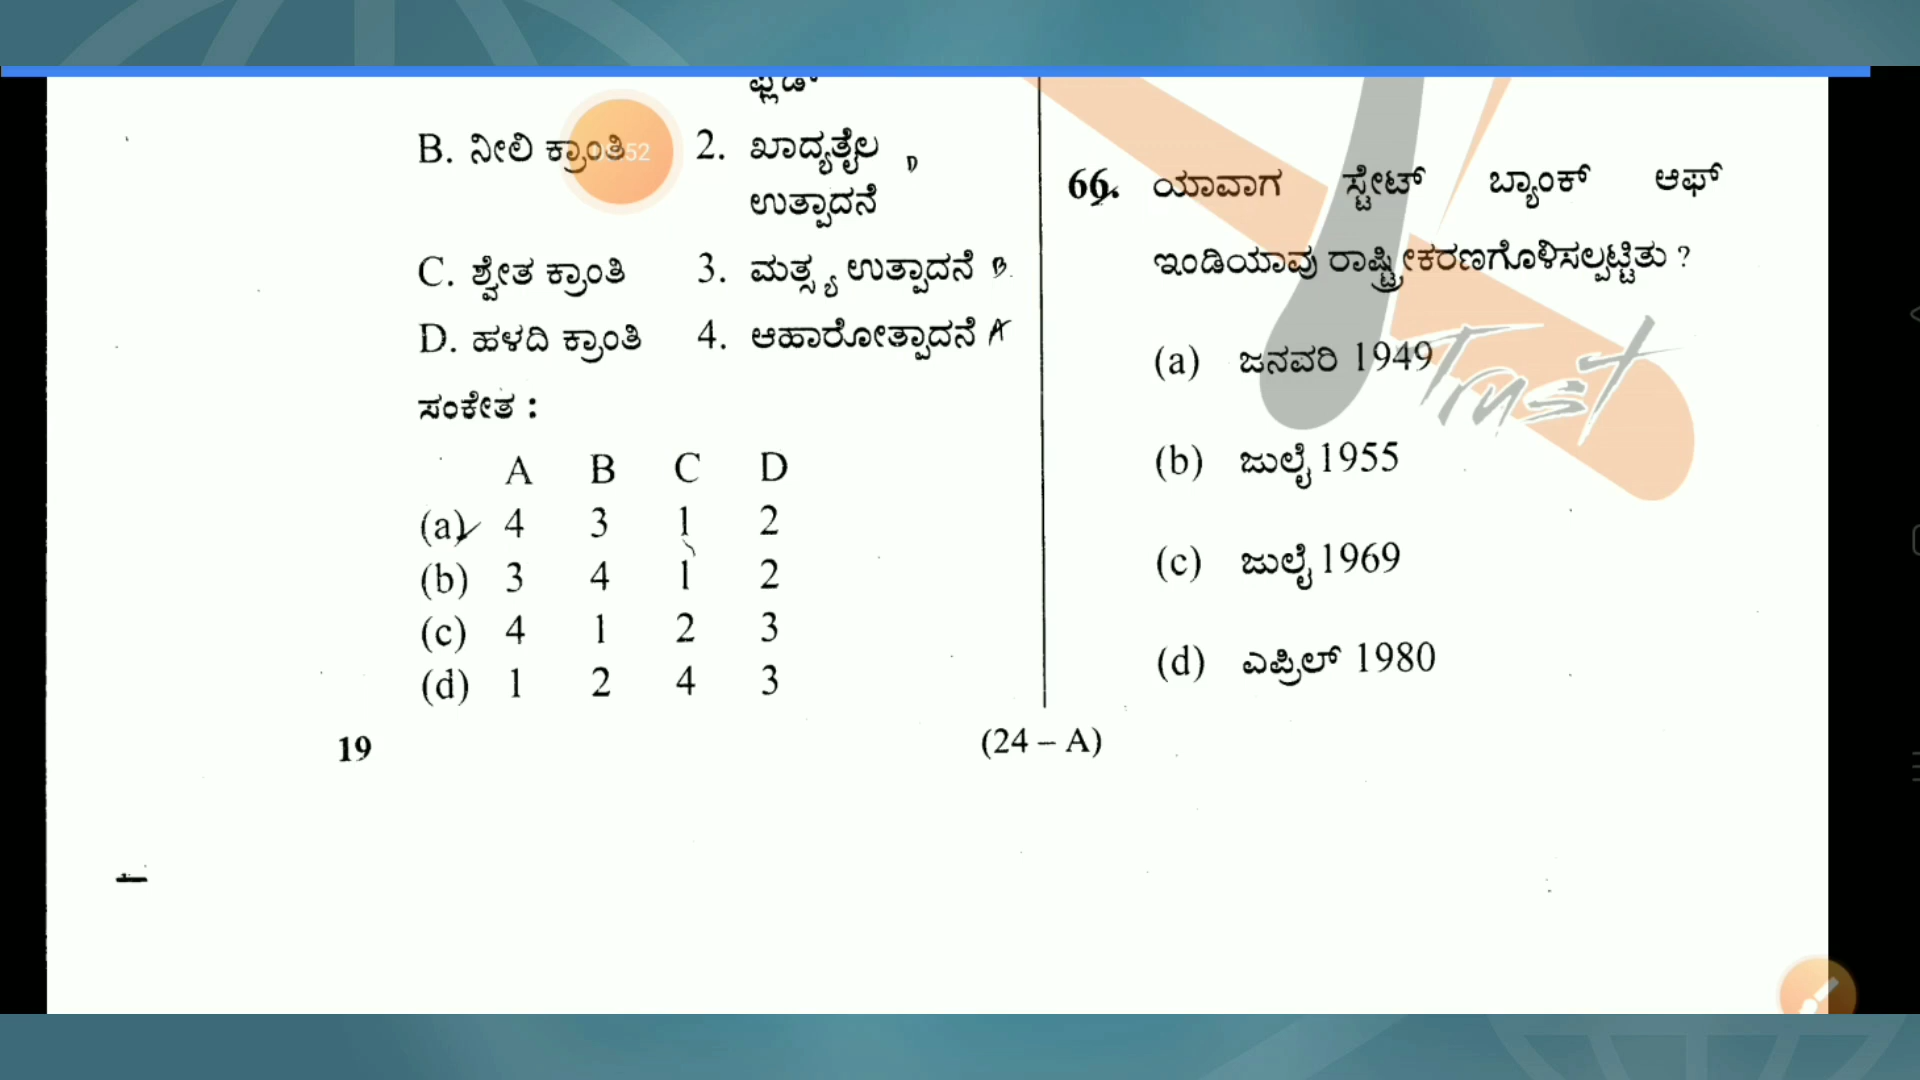 ಫ್ಲಡ್
B. ನೀಲಿ ಕ್ರಾಂತಿ 2. ಖಾದ್ಯತೈಲ D
ಉತ್ಪಾದನೆ
C. ಶ್ವೇತ ಕ್ರಾಂತಿ 3. ಮತ್ಸ್ಯ ಉತ್ಪಾದನೆ B.
D. ಹಳದಿ ಕ್ರಾಂತಿ 4. ಆಹಾರೋತ್ಪಾದನೆ A
ಸಂಕೇತ :
A B C D
(a) 4 3 1 2
(b) 3 4 1 2
(c) 4 1 2 3
(d) 1 2 4 3
19
66. ಯಾವಾಗ ಸ್ಟೇಟ್ ಬ್ಯಾಂಕ್ ಆಫ್
ಇಂಡಿಯಾವು ರಾಷ್ಟ್ರೀಕರಣಗೊಳಿಸಲ್ಪಟ್ಟಿತು ?
(a) ಜನವರಿ 1949
(b) ಜುಲೈ 1955
(c) ಜುಲೈ 1969
(d) ಎಪ್ರಿಲ್ 1980
Trust
(24 – A)